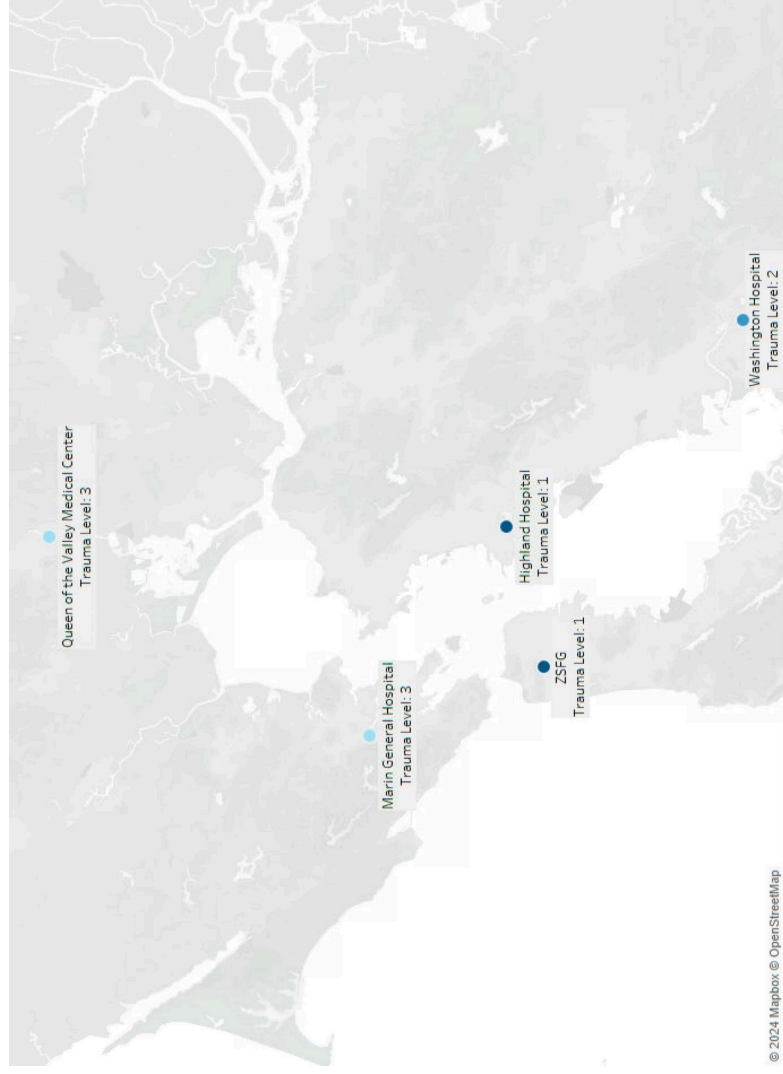 Queen of the Valley Medical Center
Trauma Level: 3
Marin General Hospital
Trauma Level: 3
Highland Hospital
Trauma Level: 1
ZSFG
Trauma Level: 1
Washington Hospital
Trauma Level: 2
© 2024 Mapbox © OpenStreetMap